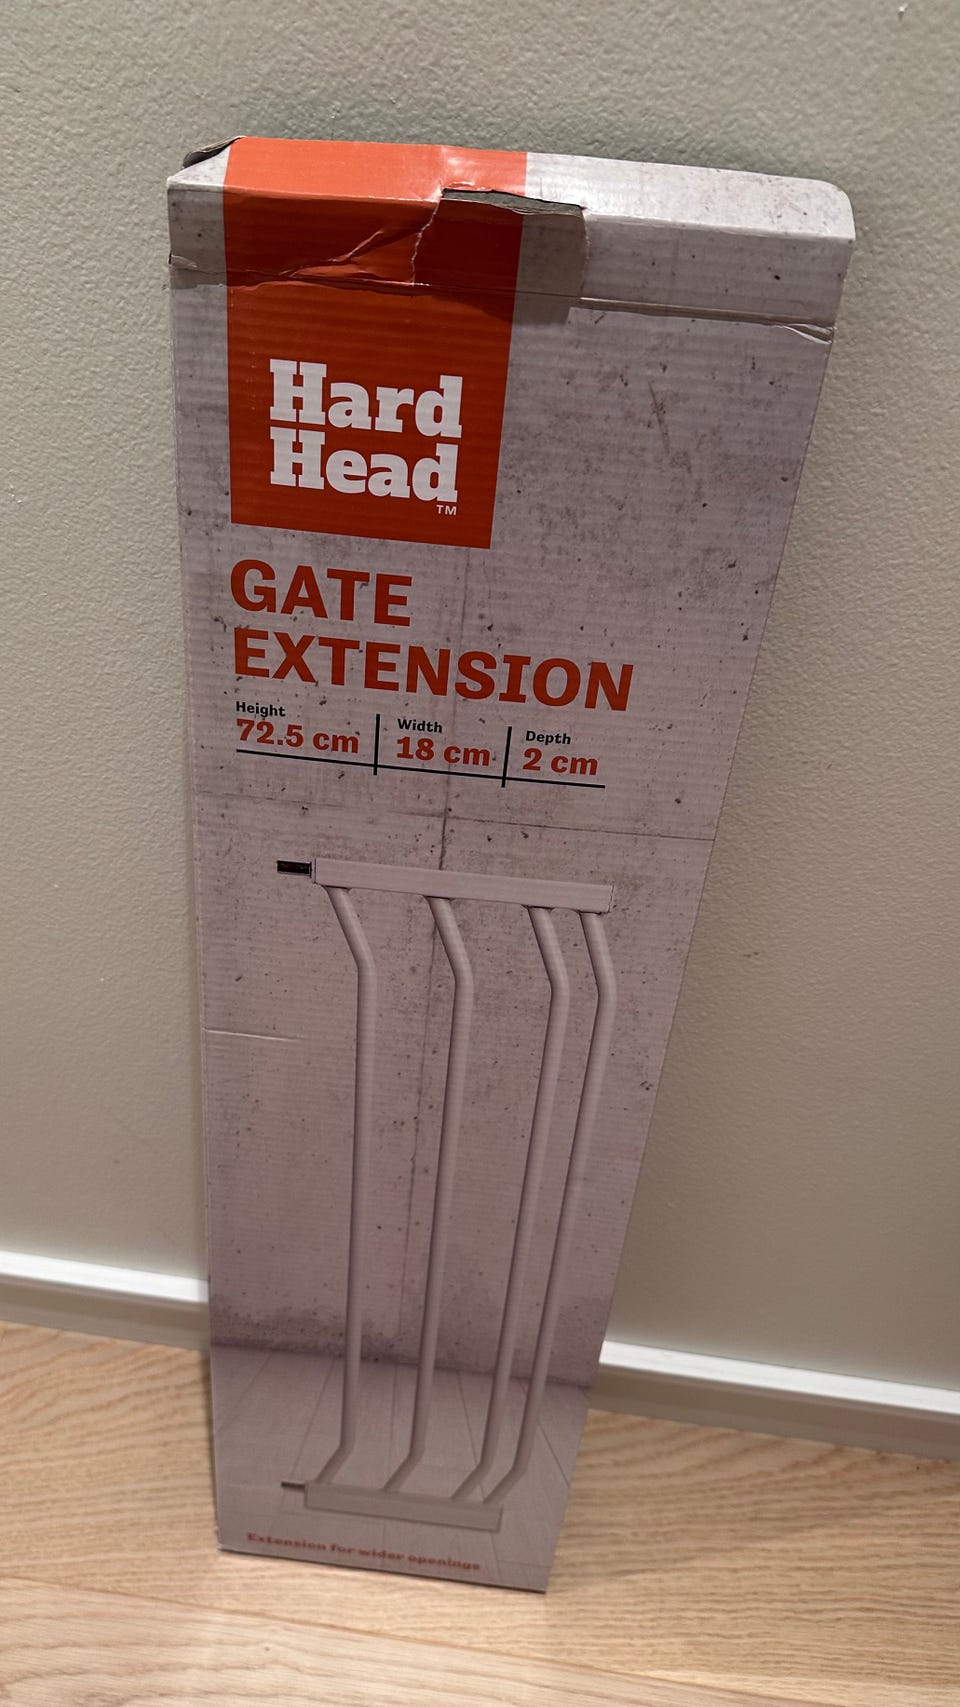 Hard
Head
TM
GATE
EXTENSION
Height
72.5 cm
Width
18 cm
Depth
2 cm
Extension for wider openings